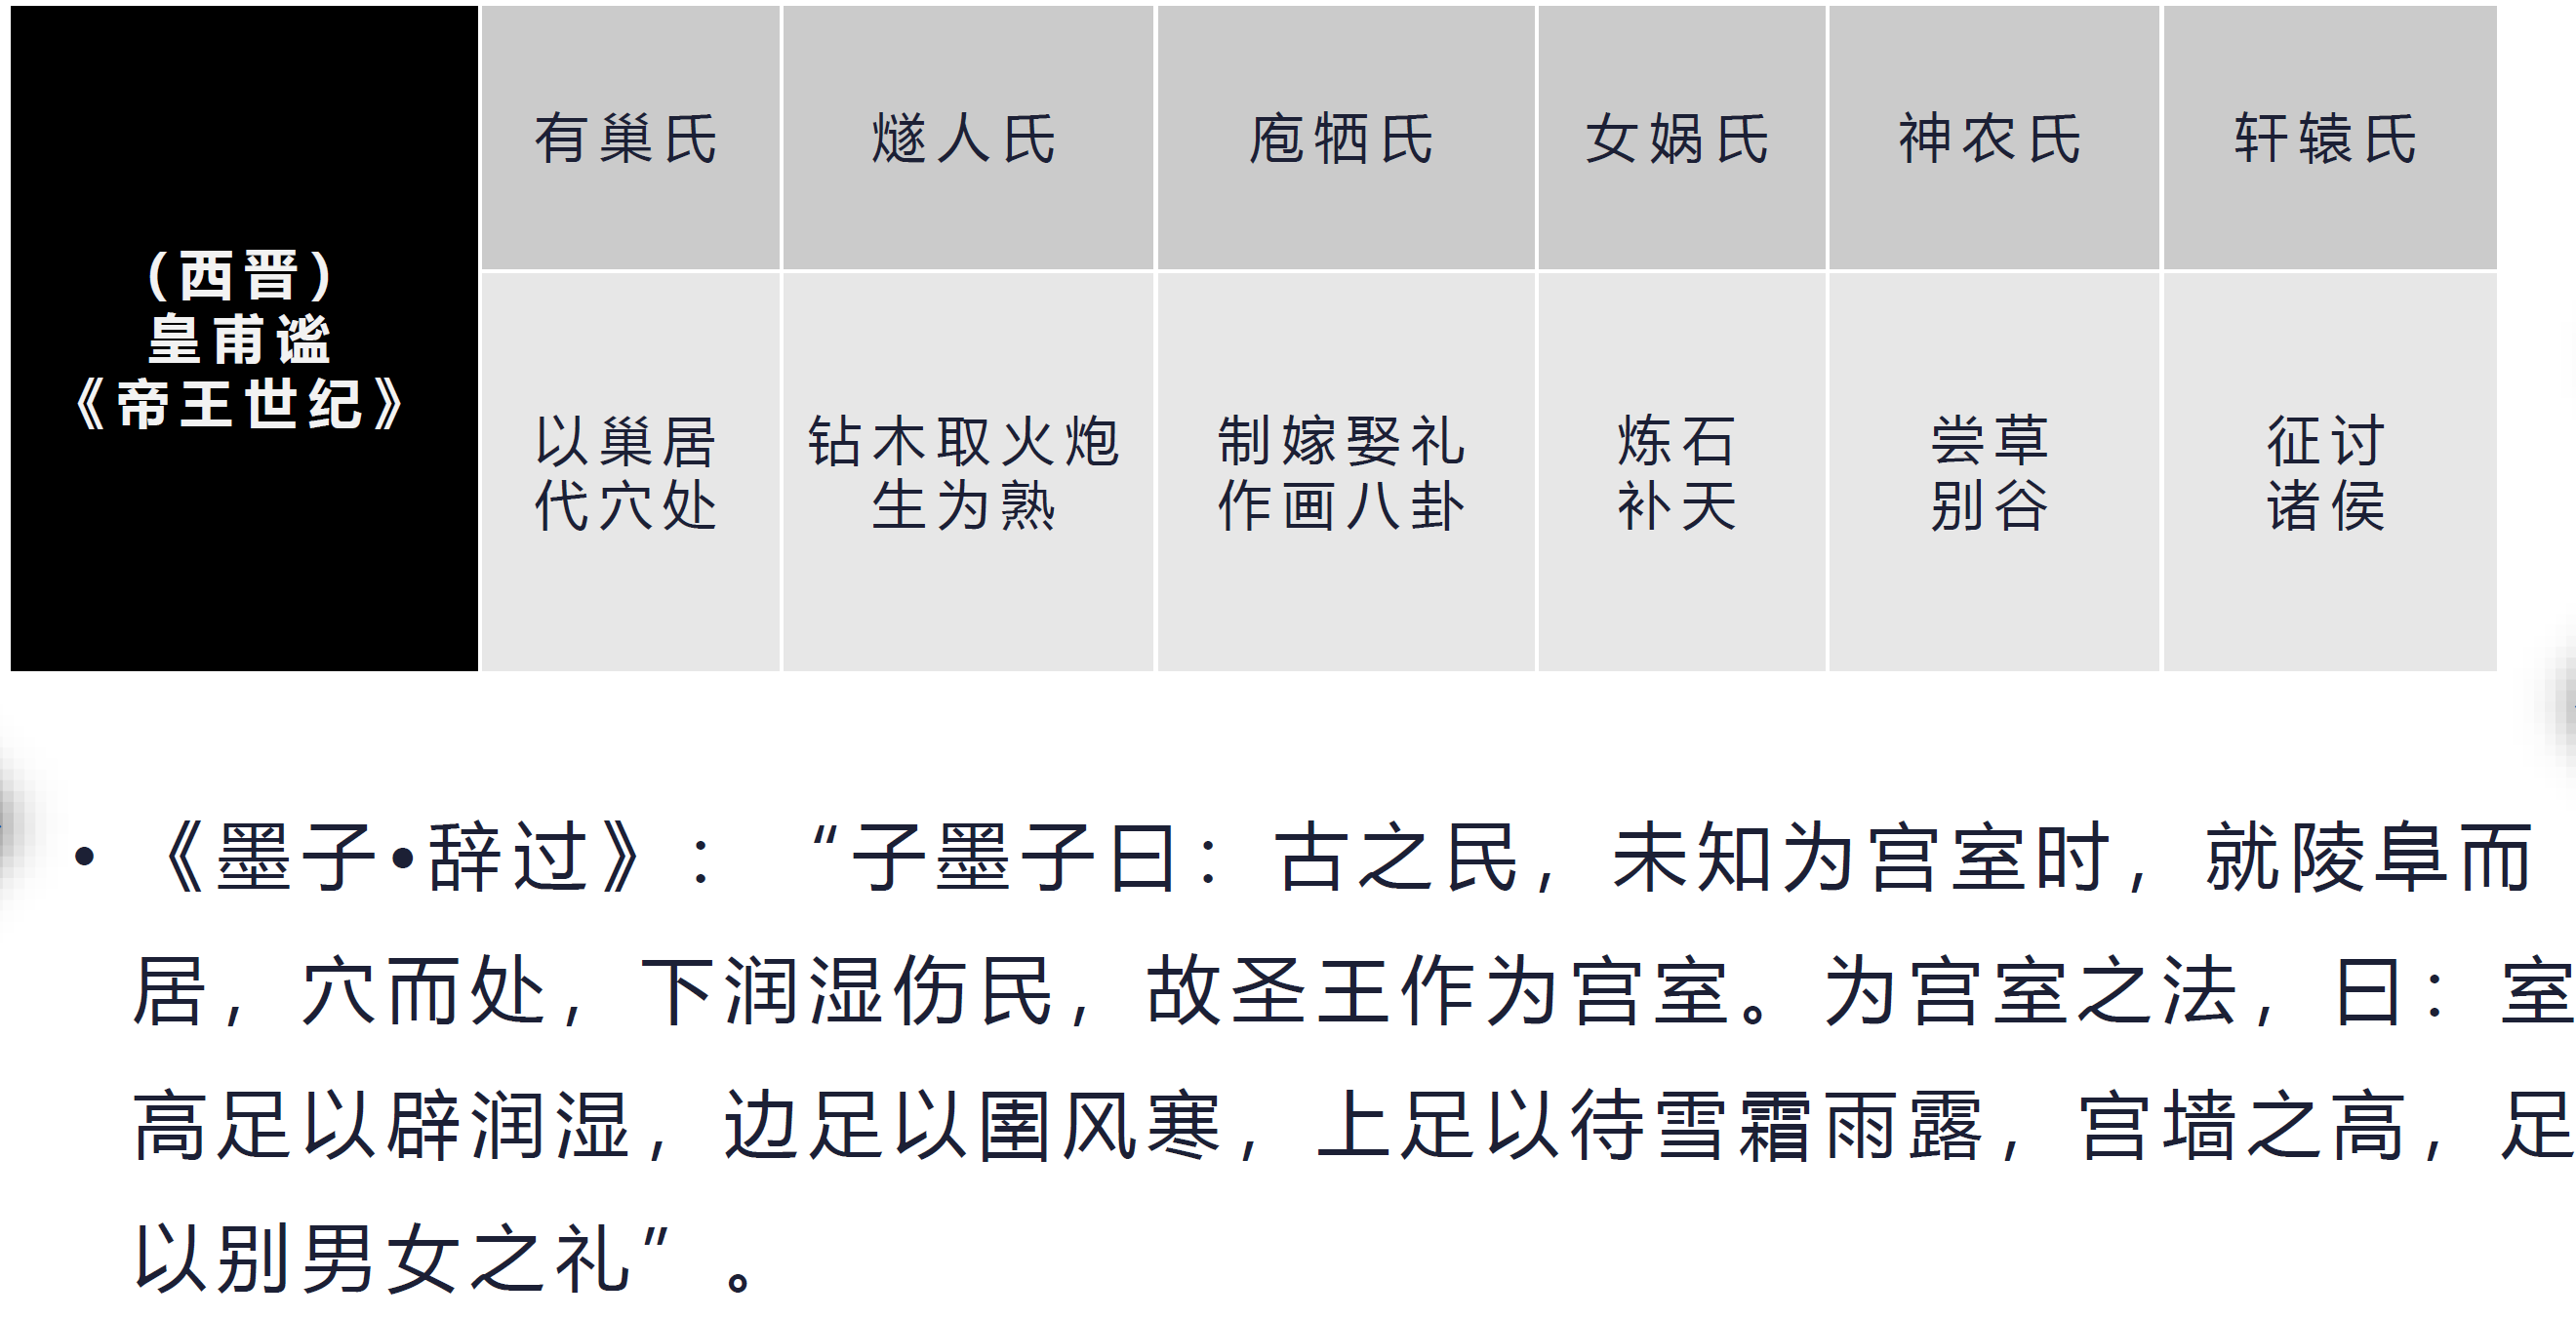 （西晋）
皇甫谧
《帝王世纪》
有巢氏
燧人氏
庖牺氏
女娲氏
神农氏
轩辕氏
以巢居
代穴处
钻木取火炮
生为熟
制嫁娶礼
作画八卦
炼石
补天
尝草
别谷
征讨
诸侯
•《墨子•辞过》：“子墨子曰：古之民，未知为宫室时，就陵阜而
居，穴而处，下润湿伤民，故圣王作为宫室。为宫室之法，曰：室
高足以辟润湿，边足以圉风寒，上足以待雪霜雨露，宫墙之高，足
以别男女之礼”。